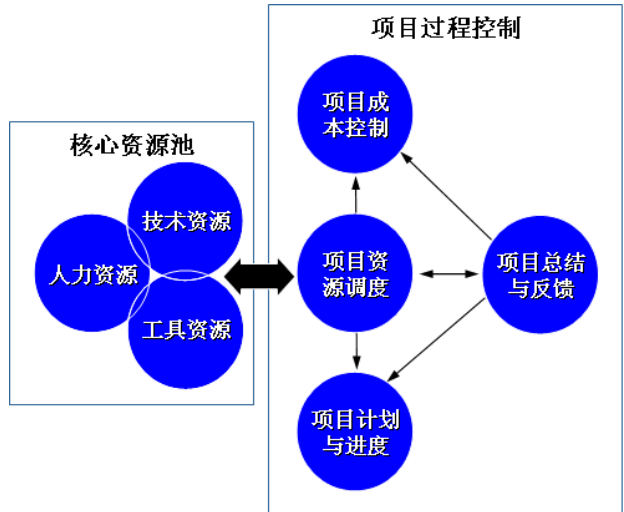 核心资源池
技术资源
人力资源
工具资源
项目过程控制
项目成
本控制
项目资
源调度
项目总结
与反馈
项目计划
与进度